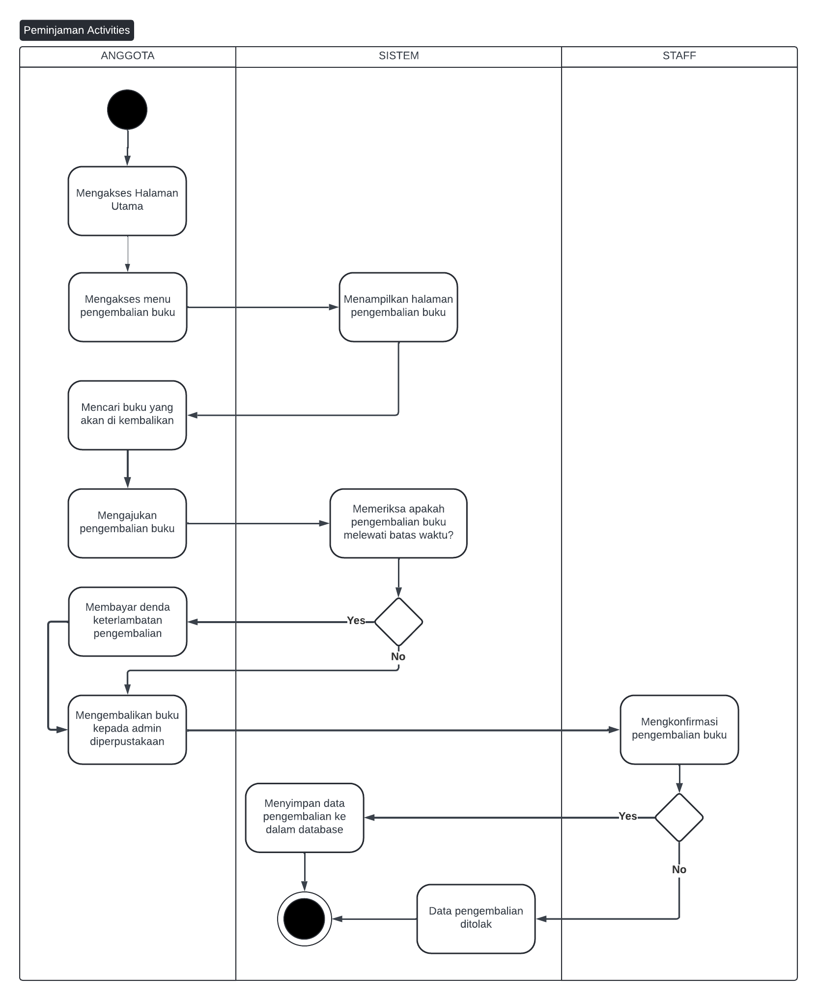 Peminjaman Activities
ANGGOTA
SISTEM
STAFF
Mengakses Halaman
Utama
Mengakses menu
pengembalian buku
Menampilkan halaman
pengembalian buku
Mencari buku yang
akan di kembalikan
Mengajukan
pengembalian buku
Memeriksa apakah
pengembalian buku
melewati batas waktu?
Membayar denda
keterlambatan
pengembalian
Yes
No
Mengembalikan buku
kepada admin
diperpustakaan
Mengkonfirmasi
pengembalian buku
Menyimpan data
pengembalian ke
dalam database
Yes
No
Data pengembalian
ditolak